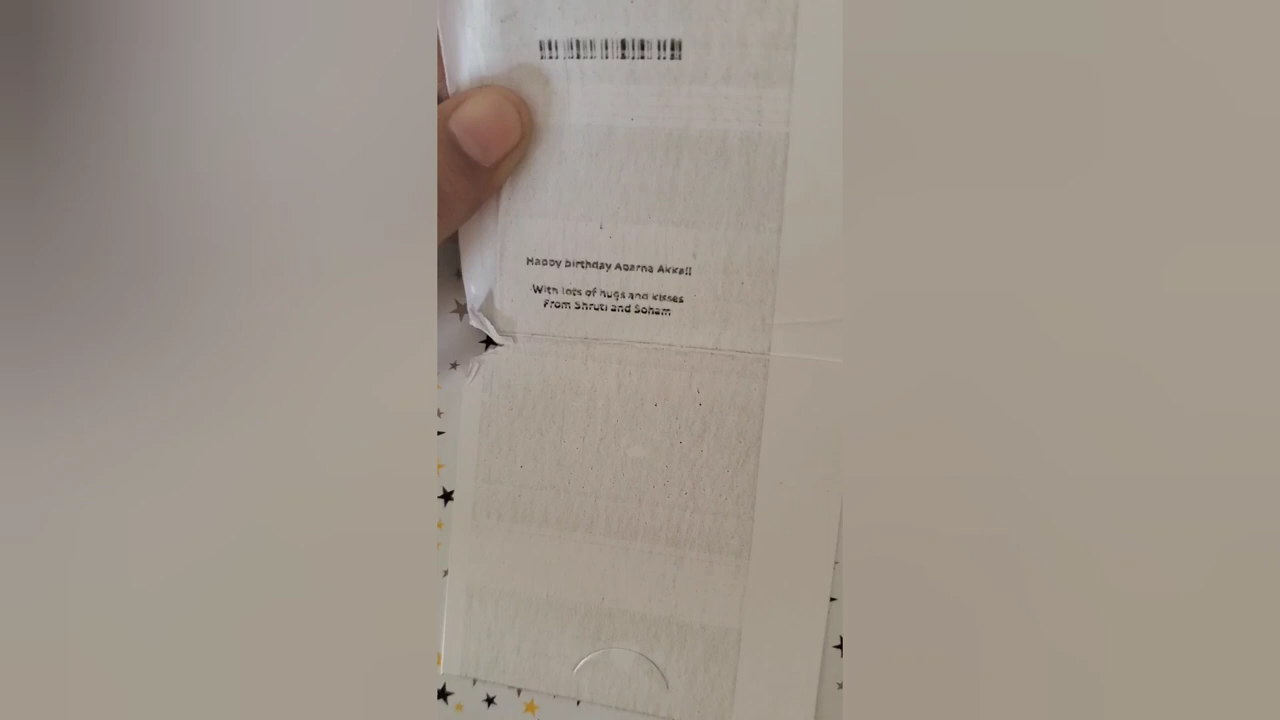 Happy birthday Aparna Akka!!
With lots of hugs and kisses
From Shruti and Soham